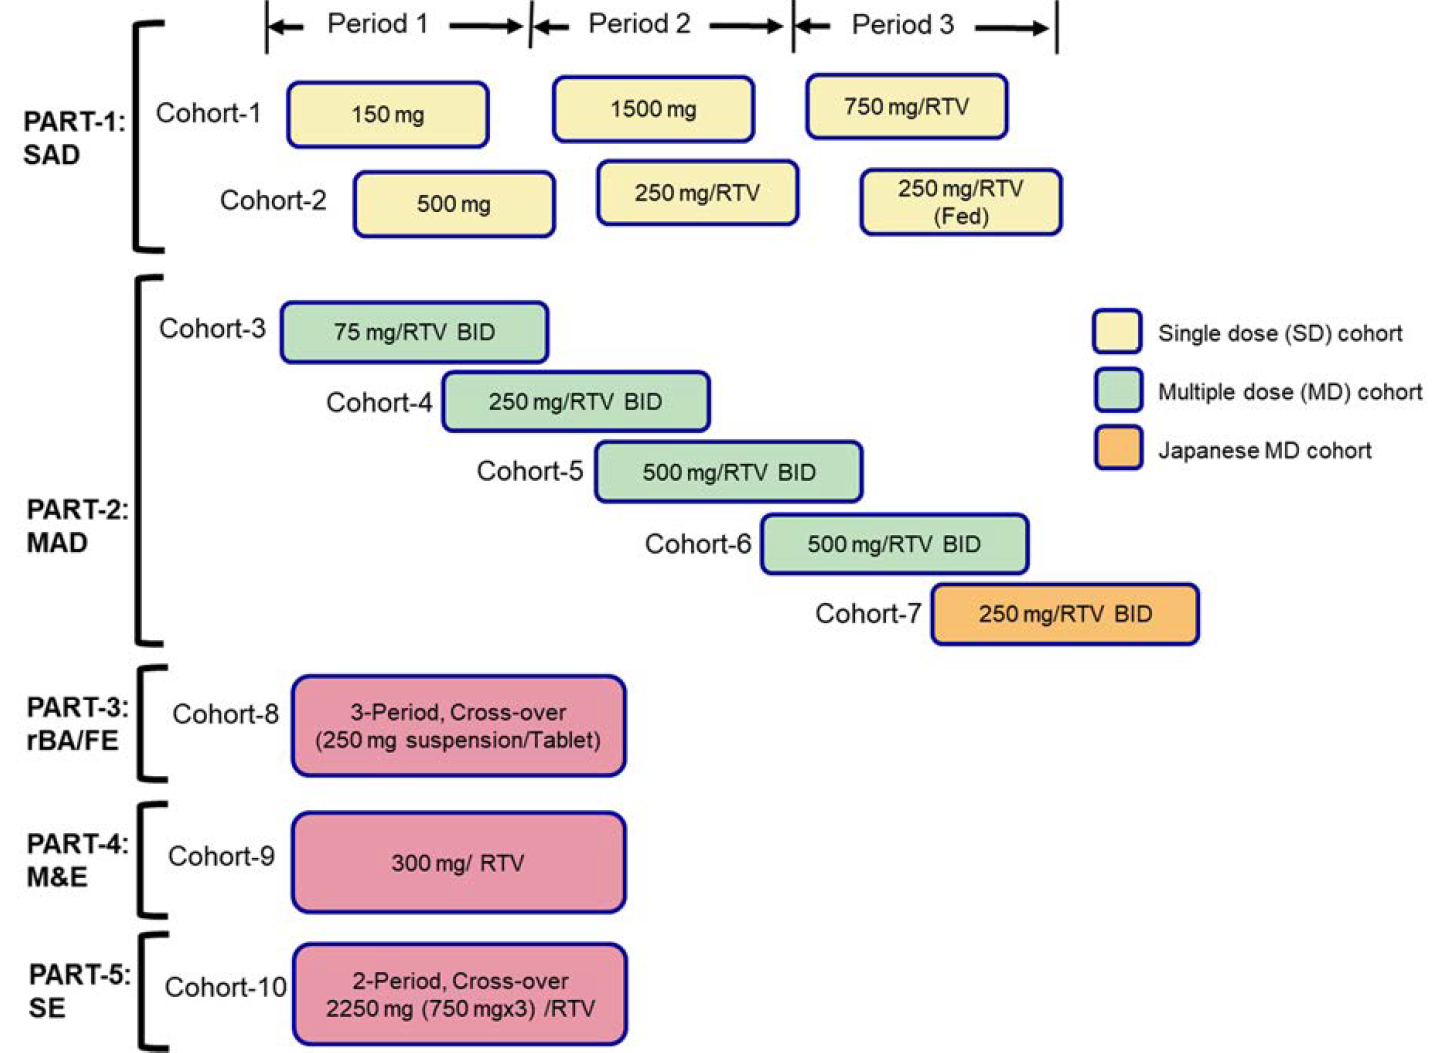 Period 1
Period 2
Period 3
PART-1:
SAD
Cohort-1
150 mg
1500 mg
750 mg/RTV
Cohort-2
500 mg
250 mg/RTV
250 mg/RTV
(Fed)
PART-2:
MAD
Cohort-3
75 mg/RTV BID
Cohort-4
250 mg/RTV BID
Cohort-5
500 mg/RTV BID
Cohort-6
500 mg/RTV BID
Cohort-7
250 mg/RTV BID
Single dose (SD) cohort
Multiple dose (MD) cohort
Japanese MD cohort
PART-3:
rBA/FE
Cohort-8
3-Period, Cross-over
(250 mg suspension/Tablet)
PART-4:
M&E
Cohort-9
300 mg/ RTV
PART-5:
SE
Cohort-10
2-Period, Cross-over
2250 mg (750 mgx3) /RTV